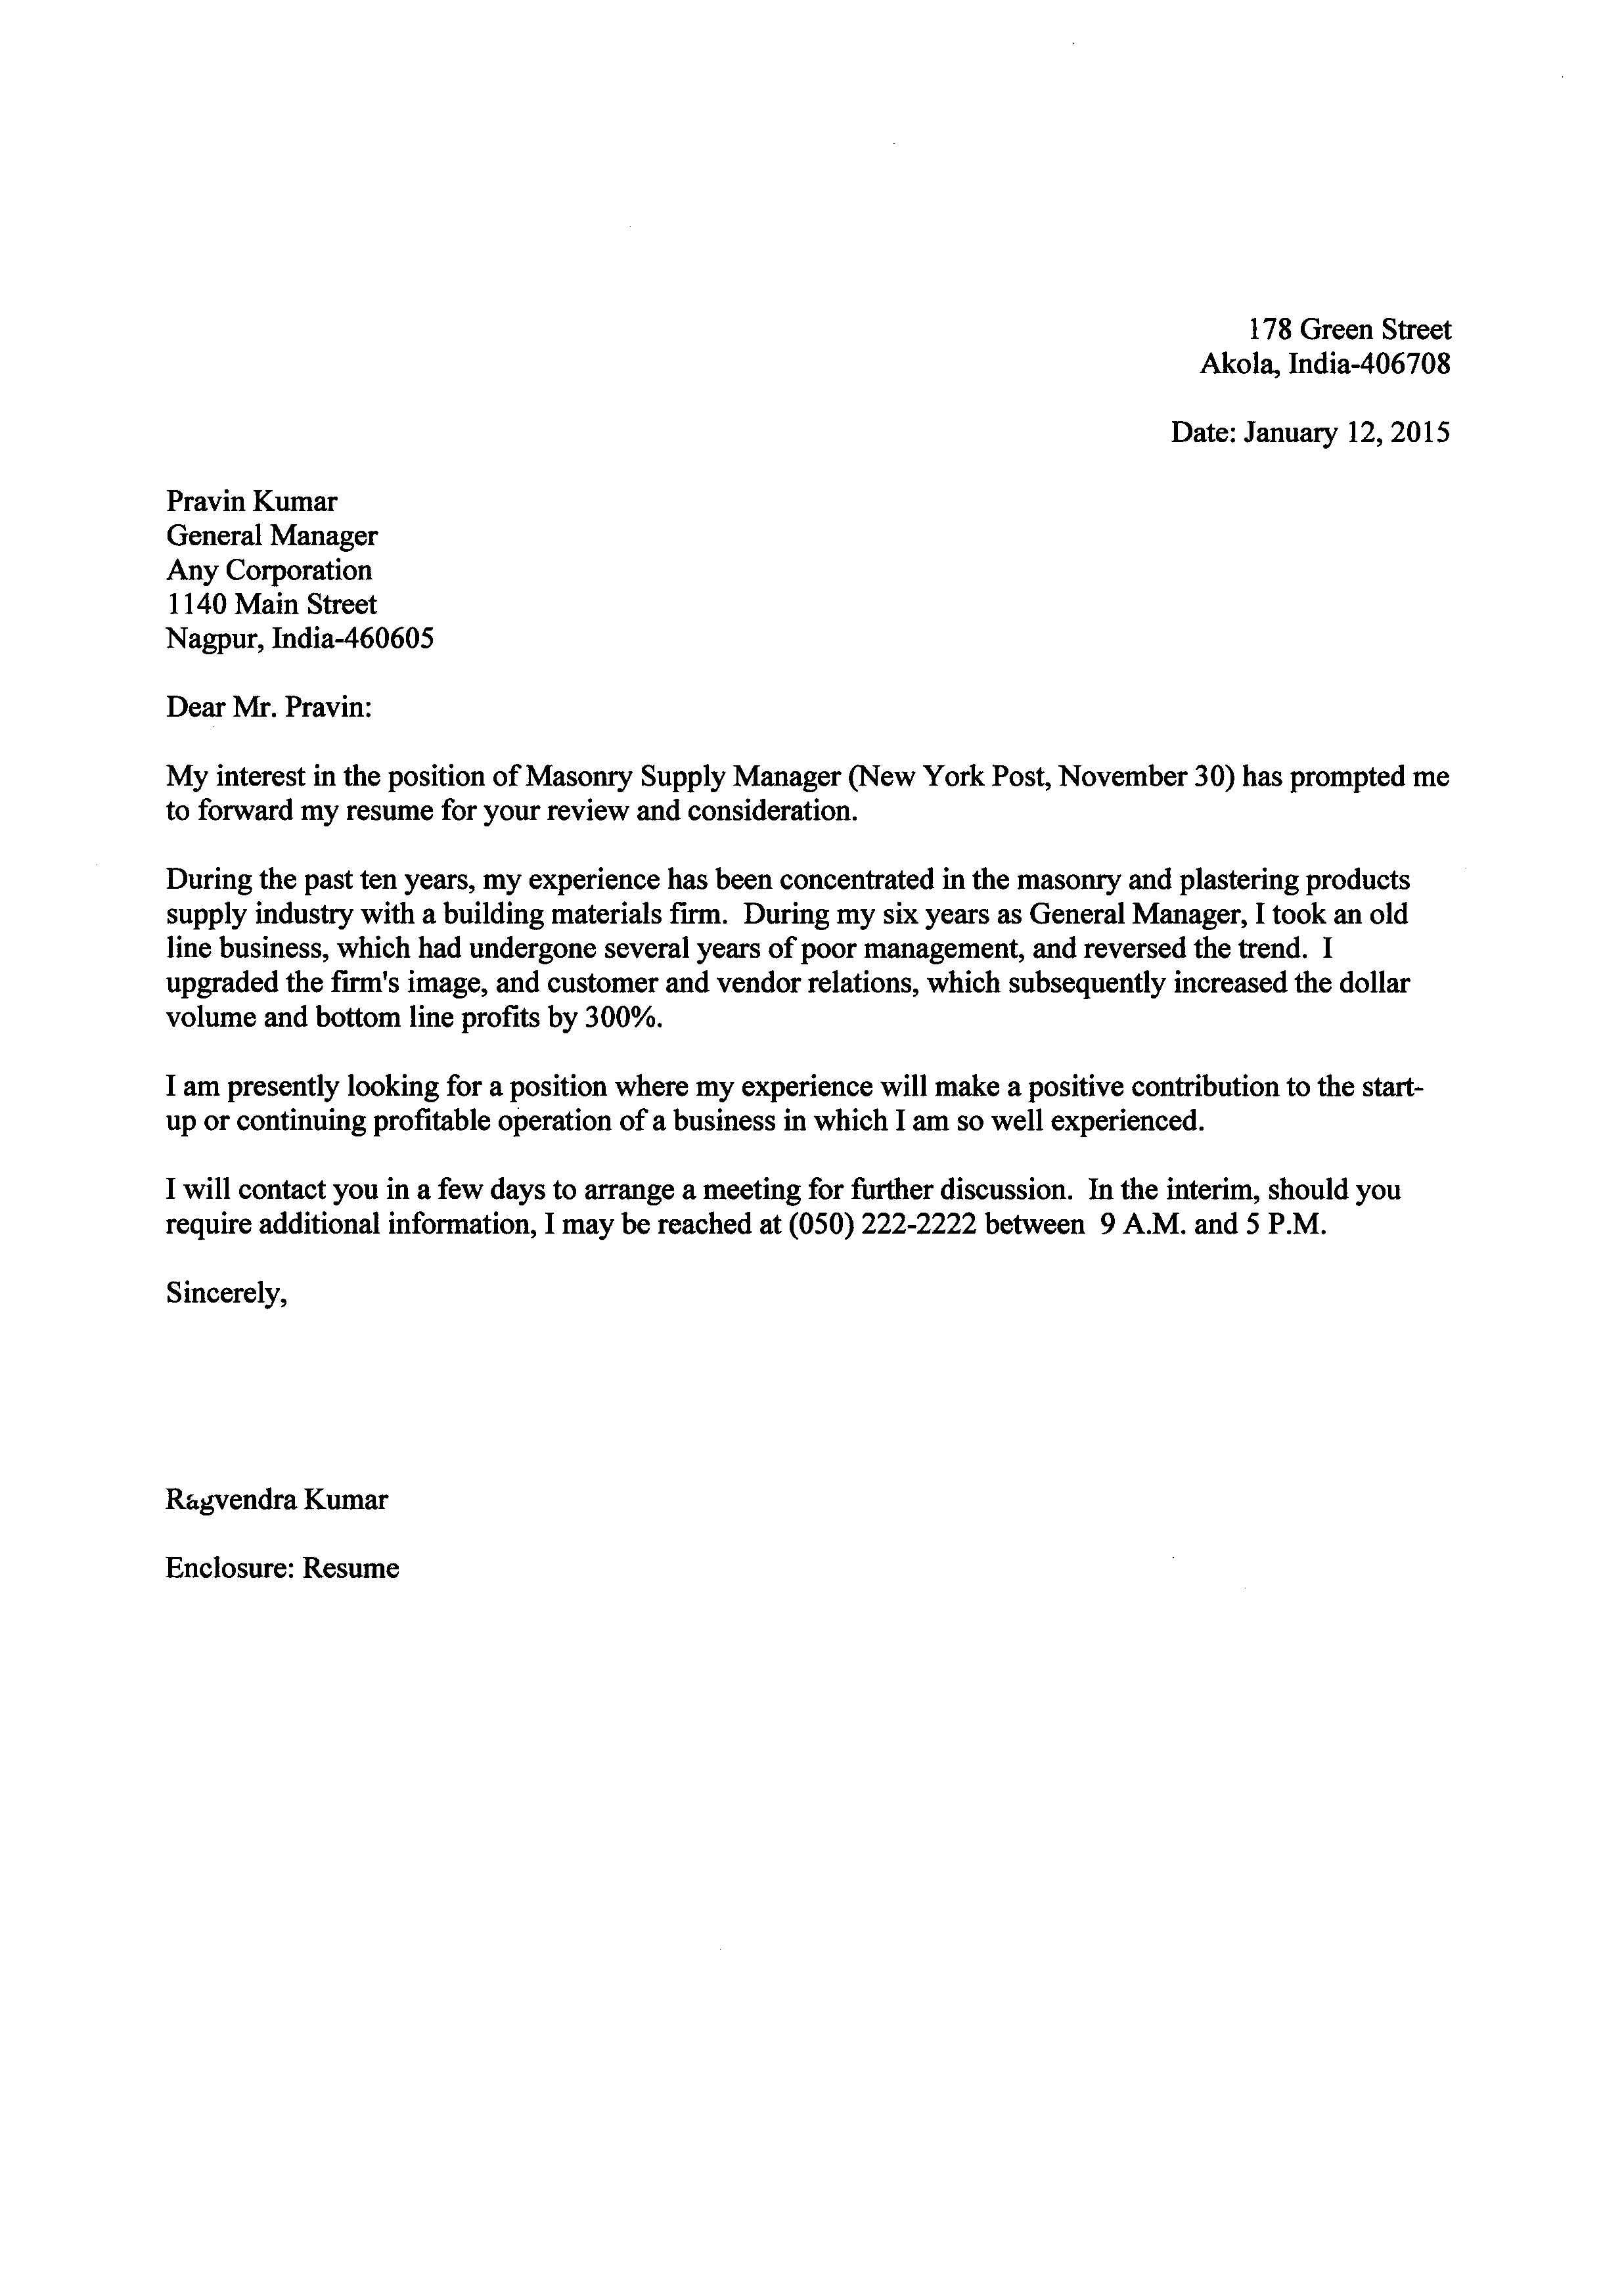 178 Green Street
Akola, India-406708
Date: January 12, 2015
Pravin Kumar
General Manager
Any Corporation
1140 Main Street
Nagpur, India-460605
Dear Mr. Pravin:
My interest in the position of Masonry Supply Manager (New York Post, November 30) has prompted me
to forward my resume for your review and consideration.
During the past ten years, my experience has been concentrated in the masonry and plastering products
supply industry with a building materials firm. During my six years as General Manager, I took an old
line business, which had undergone several years of poor management, and reversed the trend. I
upgraded the firm's image, and customer and vendor relations, which subsequently increased the dollar
volume and bottom line profits by 300%.
I am presently looking for a position where my experience will make a positive contribution to the start-
up or continuing profitable operation of a business in which I am so well experienced.
I will contact you in a few days to arrange a meeting for further discussion. In the interim, should you
require additional information, I may be reached at (050) 222-2222 between 9 A.M. and 5 P.M.
Sincerely,
Ragvendra Kumar
Enclosure: Resume